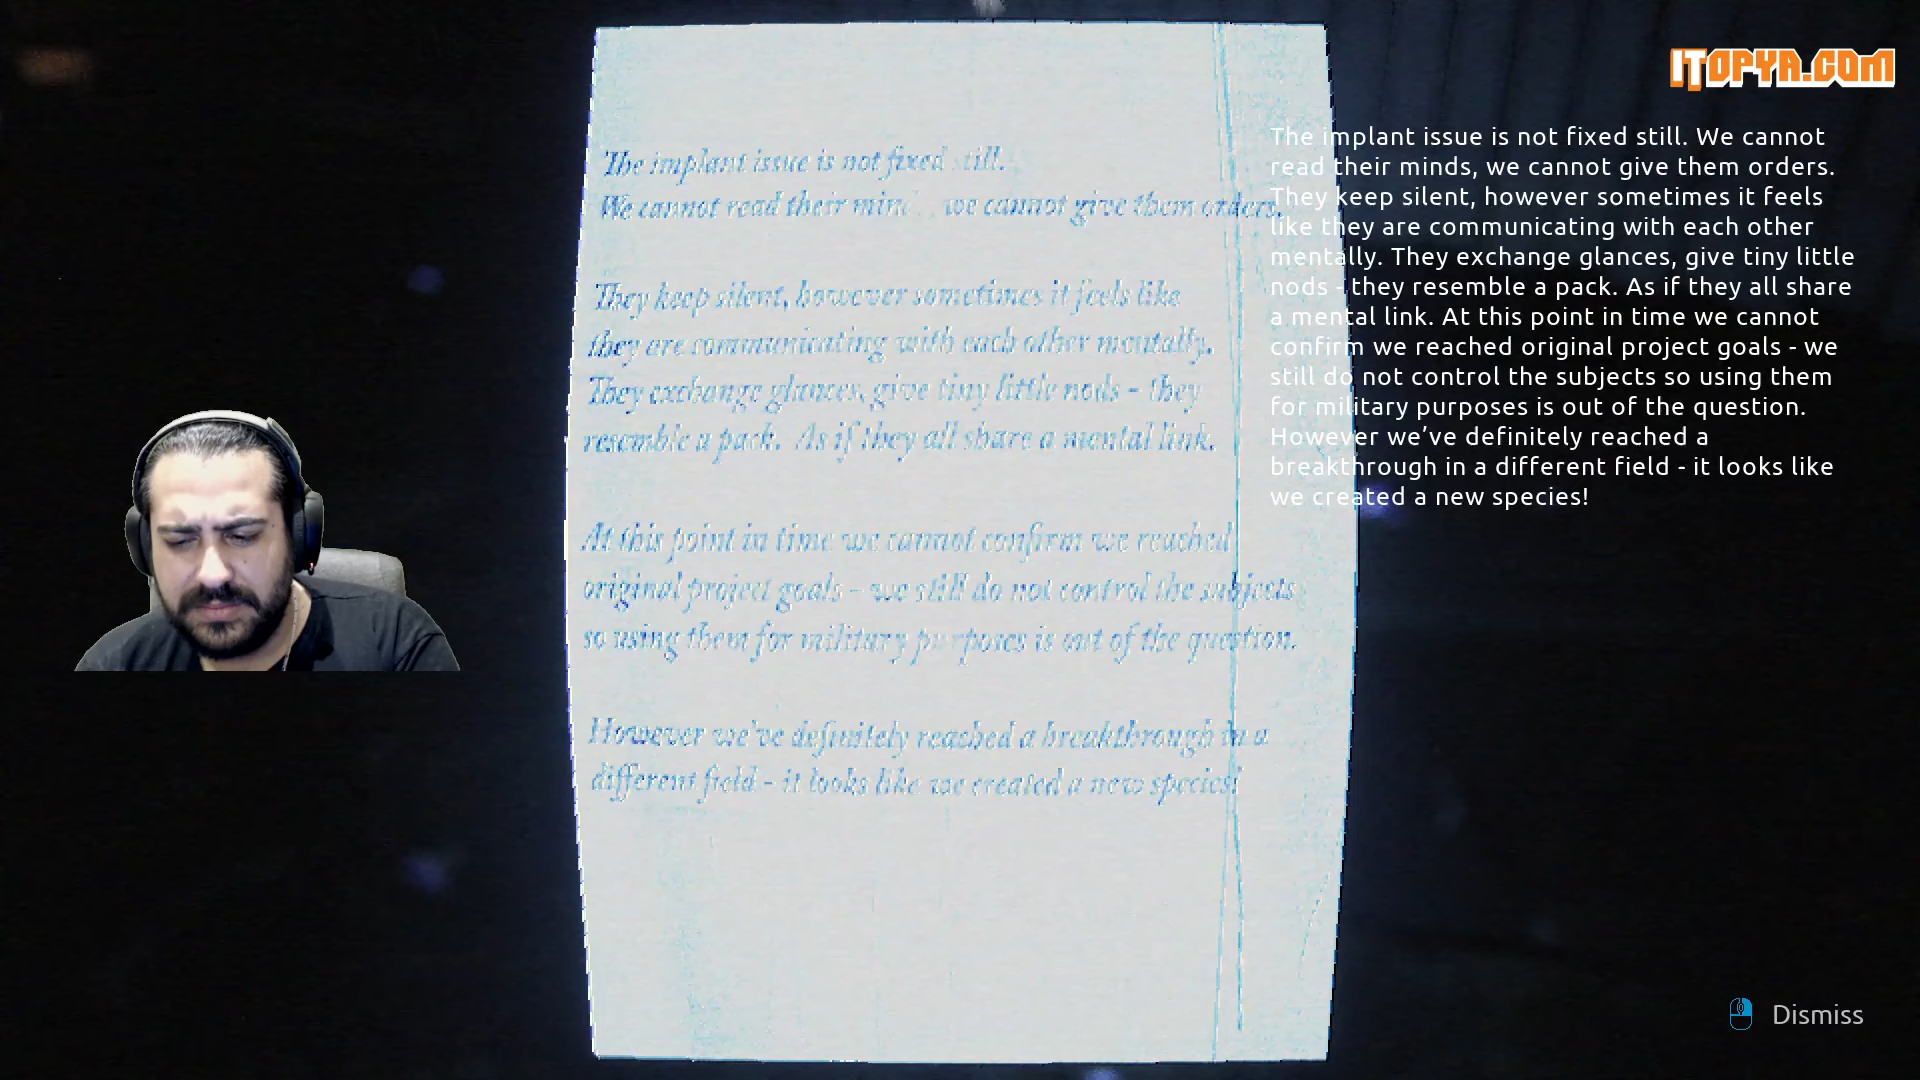 The implant issue is not fixed still.
We cannot read their mind, we cannot give them orders.
They keep silent, however sometimes it feels like
they are communicating with each other mentally.
They exchange glances, give tiny little nods - they
resemble a pack. As if they all share a mental link.
At this point in time we cannot confirm we reached
original project goals - we still do not control the subjects
so using them for military purposes is out of the question.
However we've definitely reached a breakthrough in a
different field - it looks like we created a new species!
ITOPYA.COM
The implant issue is not fixed still. We cannot
read their minds, we cannot give them orders.
They keep silent, however sometimes it feels
like they are communicating with each other
mentally. They exchange glances, give tiny little
nods - they resemble a pack. As if they all share
a mental link. At this point in time we cannot
confirm we reached original project goals - we
still do not control the subjects so using them
for military purposes is out of the question.
However we’ve definitely reached a
breakthrough in a different field - it looks like
we created a new species!
Dismiss